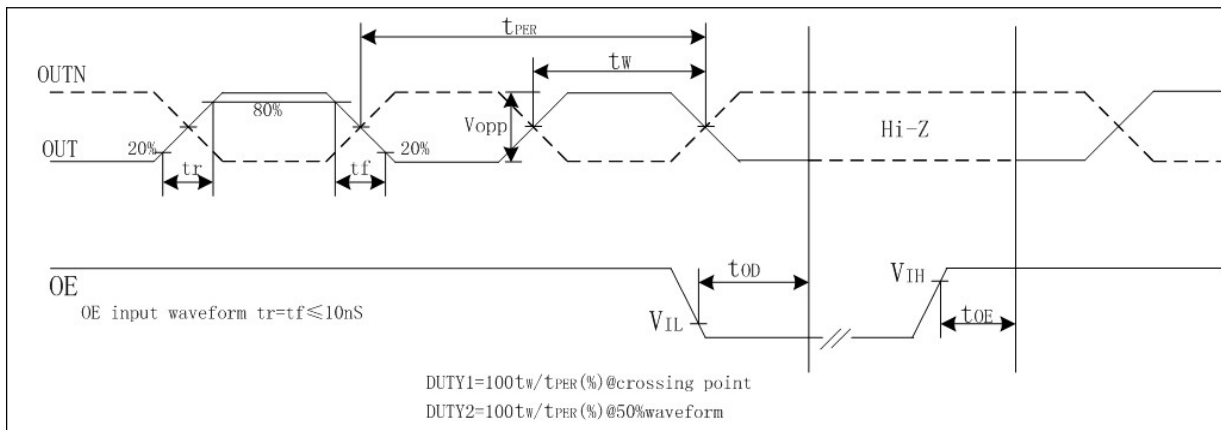 tPER
tW
OUTN
80%
Vopp
Hi-Z
OUT
20%
20%
tr
tf
OE
tOD
VIH
tOE
OE input waveform tr=tf≤10nS
VIL
DUTY1=100tW/tPER(%)@crossing point
DUTY2=100tW/tPER(%)@50%waveform